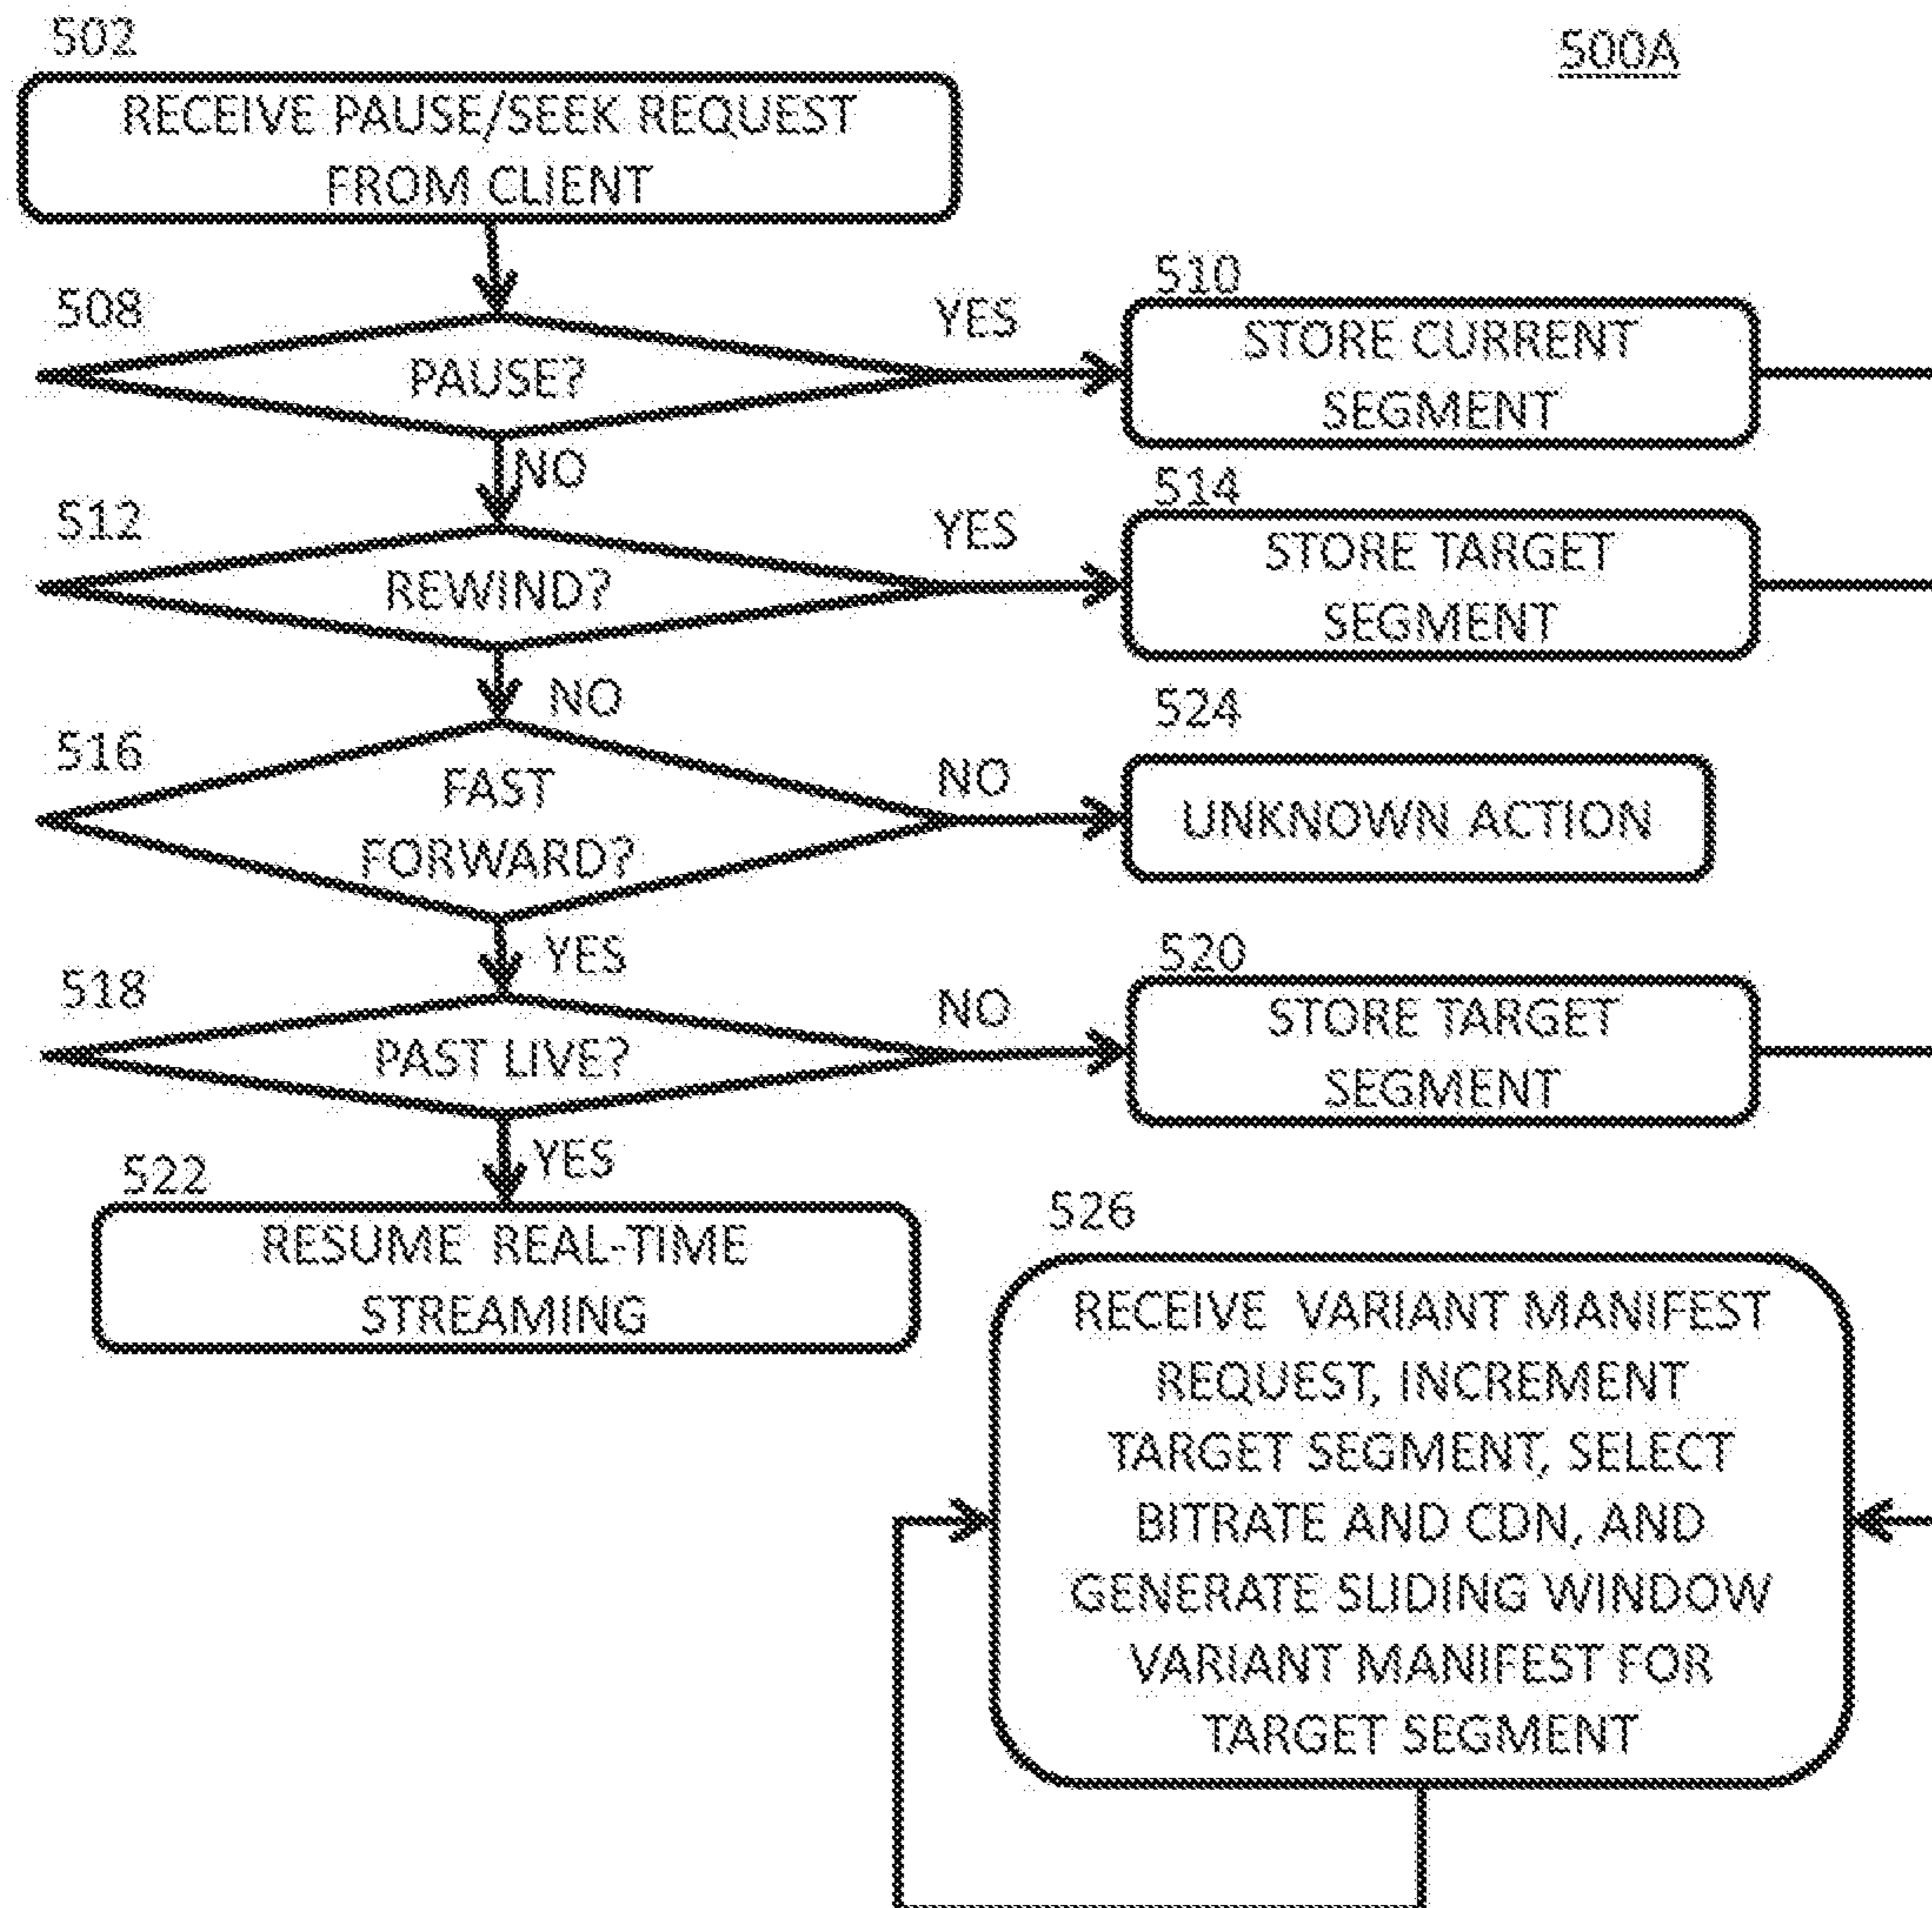 502
500A
RECEIVE PAUSE/SEEK REQUEST
FROM CLIENT
508
PAUSE?
YES
510
STORE CURRENT
SEGMENT
NO
512
REWIND?
YES
514
STORE TARGET
SEGMENT
NO
516
FAST
FORWARD?
NO
524
UNKNOWN ACTION
YES
518
PAST LIVE?
NO
520
STORE TARGET
SEGMENT
YES
522
RESUME REAL-TIME
STREAMING
526
RECEIVE VARIANT MANIFEST
REQUEST, INCREMENT
TARGET SEGMENT, SELECT
BITRATE AND CDN, AND
GENERATE SLIDING WINDOW
VARIANT MANIFEST FOR
TARGET SEGMENT